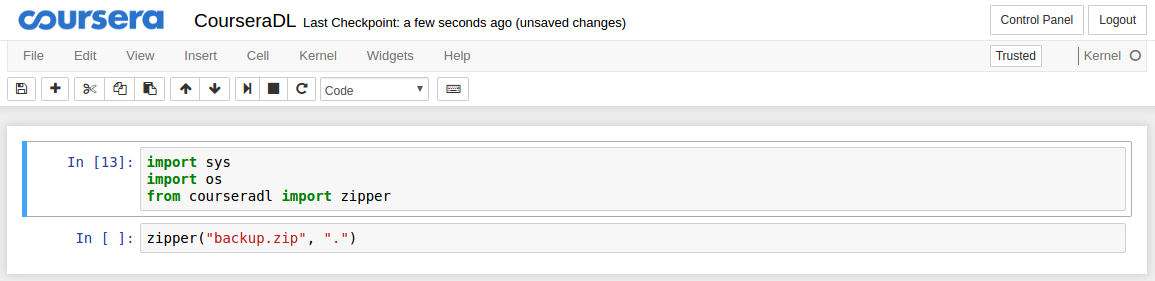 coursera CourseraDL Last Checkpoint: a few seconds ago (unsaved changes) Control Panel Logout
File Edit View Insert Cell Kernel Widgets Help Trusted Kernel
Code
In [13]: import sys
import os
from courseradl import zipper
In [ ]: zipper("backup.zip", ".")